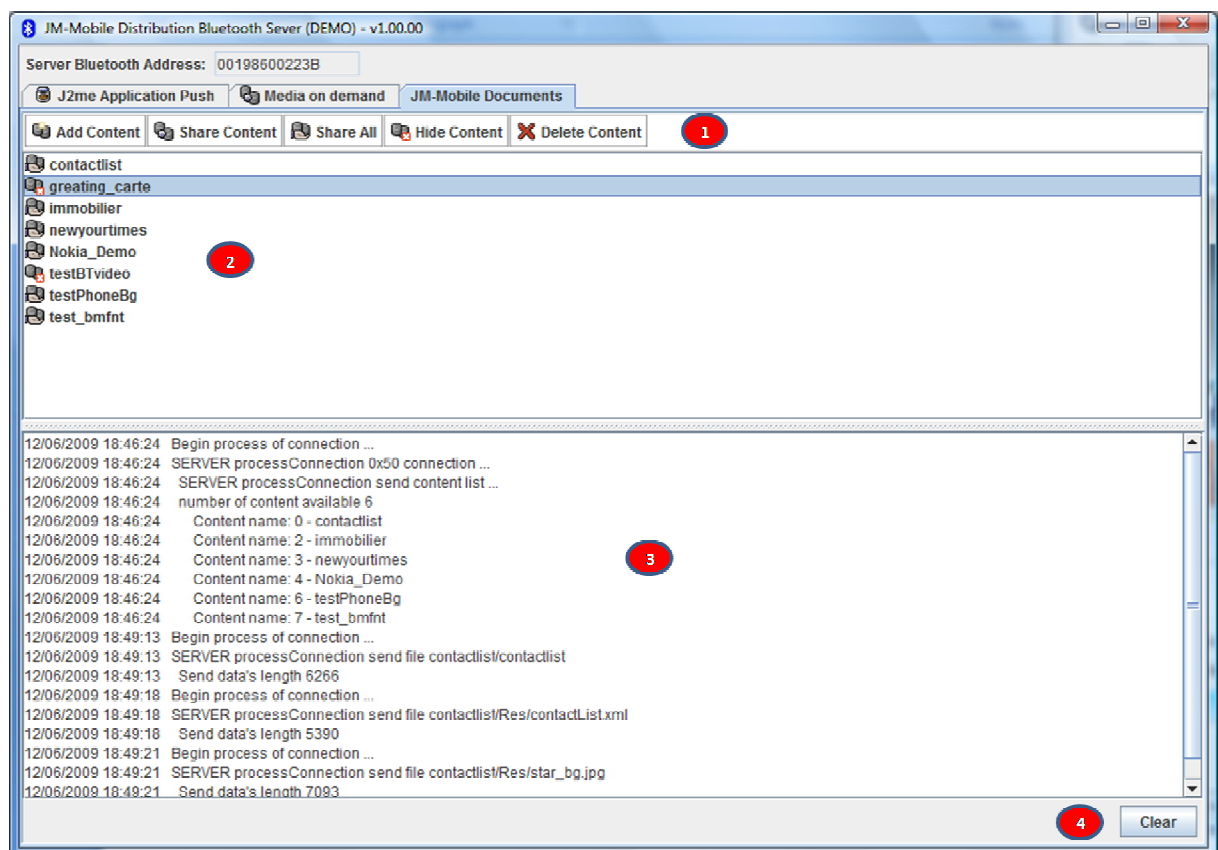 JM-Mobile Distribution Bluetooth Sever (DEMO) - v1.00.00
Server Bluetooth Address: 00198600223B
J2me Application Push Media on demand JM-Mobile Documents
Add Content Share Content Share All Hide Content Delete Content 1
contactlist
greating_carte
immobilier
newyourtimes
Nokia_Demo
2
testBTvideo
testPhoneBg
test_bmfnt
12/06/2009 18:46:24 Begin process of connection ...
12/06/2009 18:46:24 SERVER processConnection 0x50 connection ...
12/06/2009 18:46:24 SERVER processConnection send content list ...
12/06/2009 18:46:24 number of content available 6
12/06/2009 18:46:24 Content name: 0 - contactlist
12/06/2009 18:46:24 Content name: 2 - immobilier
12/06/2009 18:46:24 Content name: 3 - newyourtimes
3
12/06/2009 18:46:24 Content name: 4 - Nokia_Demo
12/06/2009 18:46:24 Content name: 6 - testPhoneBg
12/06/2009 18:46:24 Content name: 7 - test_bmfnt
12/06/2009 18:49:13 Begin process of connection ...
12/06/2009 18:49:13 SERVER processConnection send file contactlist/contactlist
12/06/2009 18:49:13 Send data's length 6266
12/06/2009 18:49:18 Begin process of connection ...
12/06/2009 18:49:18 SERVER processConnection send file contactlist/Res/contactList.xml
12/06/2009 18:49:18 Send data's length 5390
12/06/2009 18:49:21 Begin process of connection ...
12/06/2009 18:49:21 SERVER processConnection send file contactlist/Res/star_bg.jpg
12/06/2009 18:49:21 Send data's length 7093
4 Clear